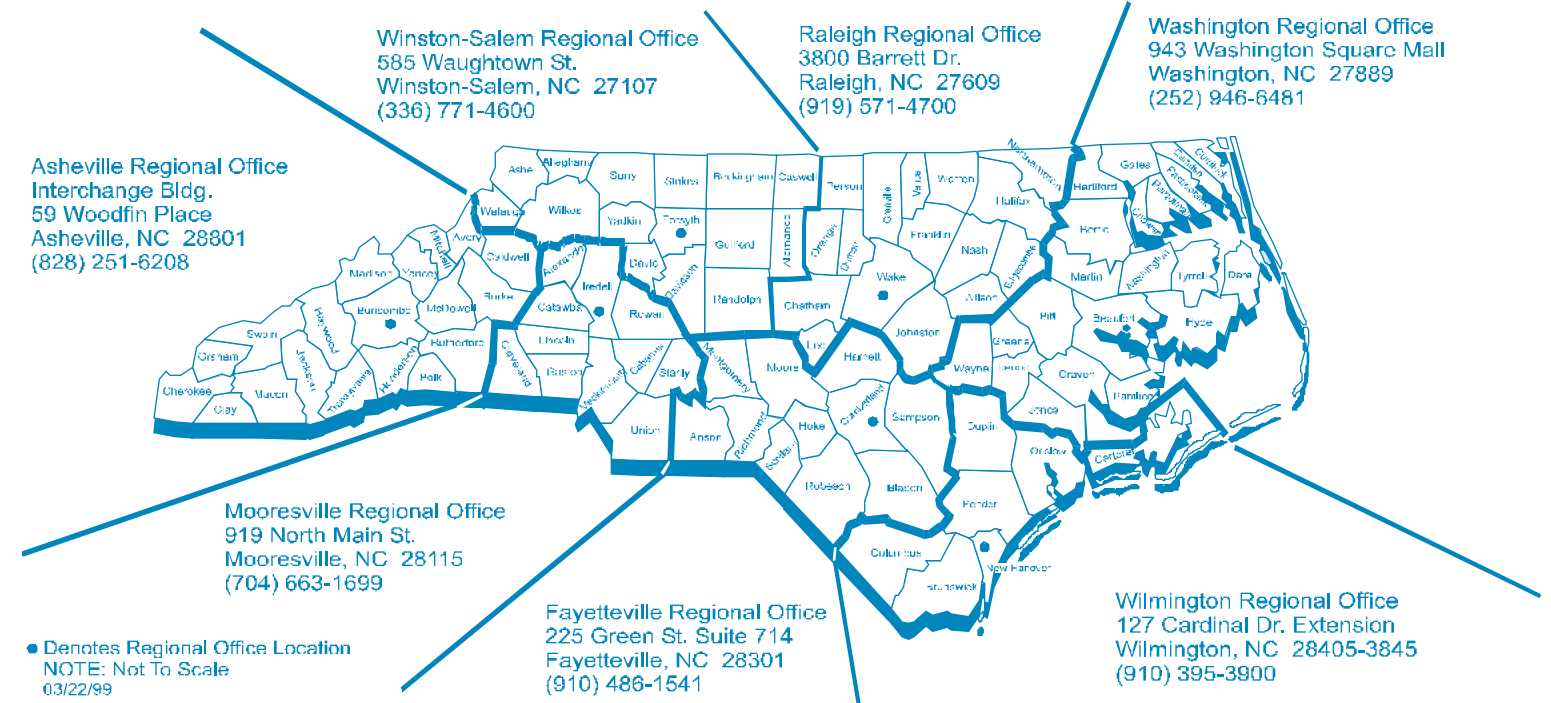 Winston-Salem Regional Office
585 Waughtown St.
Winston-Salem, NC 27107
(336) 771-4600
Raleigh Regional Office
3800 Barrett Dr.
Raleigh, NC 27609
(919) 571-4700
Washington Regional Office
943 Washington Square Mall
Washington, NC 27889
(252) 946-6481
Asheville Regional Office
Interchange Bldg.
59 Woodfin Place
Asheville, NC 28801
(828) 251-6208
Ashe
Alleghany
Surry
Stokes
Rockingham
Caswell
Person
Granville
Vance
Warren
Northampton
Hertford
Gates
Currituck
Camden
Pasquotank
Perquimans
Chowan
Watauga
Wilkes
Yadkin
Forsyth
Guilford
Alamance
Orange
Durham
Franklin
Halifax
Nash
Edgecombe
Bertie
Martin
Washington
Tyrrell
Dare
Avery
Mitchell
Caldwell
Alexander
Iredell
Davie
Davidson
Randolph
Chatham
Wake
Wilson
Pitt
Beaufort
Hyde
Madison
Yancey
Burke
Catawba
Rowan
Buncombe
McDowell
Haywood
Swain
Rutherford
Lincoln
Cleveland
Gaston
Cabarrus
Stanly
Montgomery
Moore
Lee
Harnett
Johnston
Greene
Wayne
Lenoir
Craven
Pamlico
Graham
Jackson
Henderson
Polk
Cherokee
Macon
Clay
Transylvania
Mecklenburg
Union
Anson
Richmond
Scotland
Hoke
Cumberland
Sampson
Duplin
Jones
Onslow
Carteret
Robeson
Bladen
Pender
Columbus
Brunswick
New Hanover
Mooresville Regional Office
919 North Main St.
Mooresville, NC 28115
(704) 663-1699
Fayetteville Regional Office
225 Green St. Suite 714
Fayetteville, NC 28301
(910) 486-1541
Wilmington Regional Office
127 Cardinal Dr. Extension
Wilmington, NC 28405-3845
(910) 395-3900
Denotes Regional Office Location
NOTE: Not To Scale
03/22/99